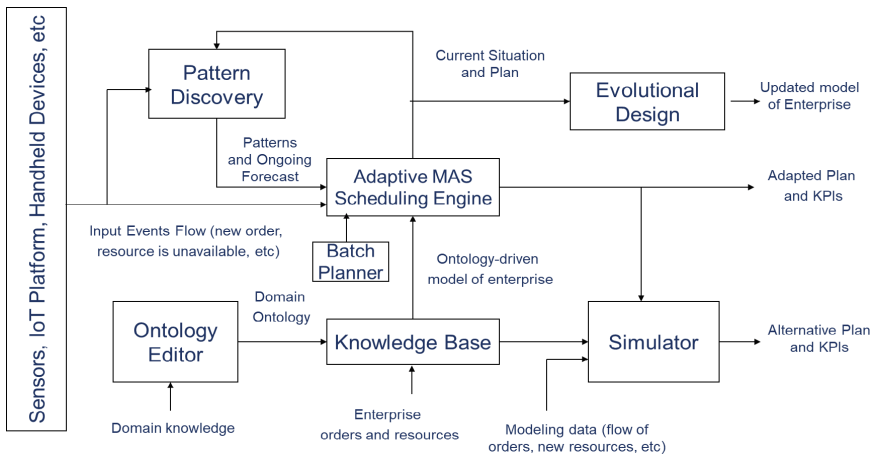 Sensors, IoT Platform, Handheld Devices, etc
Pattern
Discovery
Current Situation
and Plan
Evolutional
Design
Updated model
of Enterprise
Patterns
and Ongoing
Forecast
Adaptive MAS
Scheduling Engine
Adapted Plan
and KPIs
Input Events Flow (new order,
resource is unavailable, etc)
Batch
Planner
Ontology-driven
model of enterprise
Domain
Ontology
Ontology
Editor
Knowledge Base
Simulator
Alternative Plan
and KPIs
Domain knowledge
Enterprise
orders and resources
Modeling data (flow of
orders, new resources, etc)